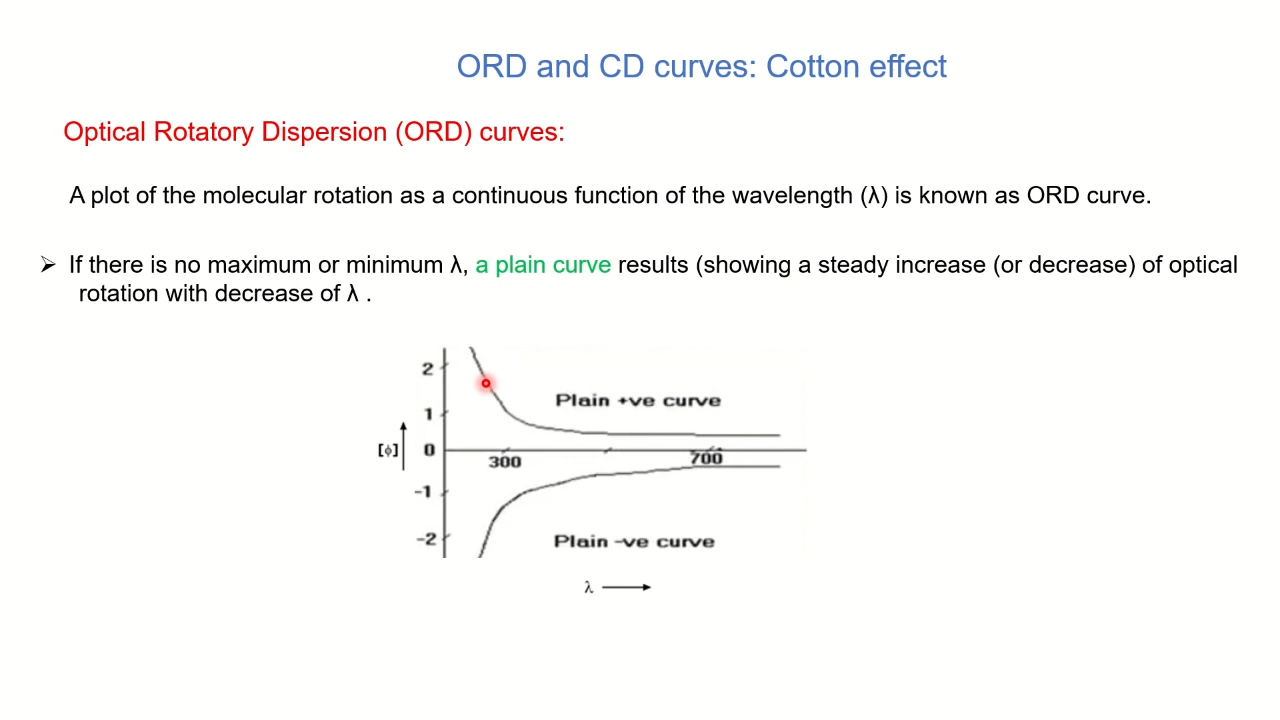 ORD and CD curves: Cotton effect
Optical Rotatory Dispersion (ORD) curves:
A plot of the molecular rotation as a continuous function of the wavelength (λ) is known as ORD curve.
➢ If there is no maximum or minimum λ, a plain curve results (showing a steady increase (or decrease) of optical
rotation with decrease of λ .
2
Plain +ve curve
1
[ϕ]
0
300
700
-1
-2
Plain -ve curve
λ